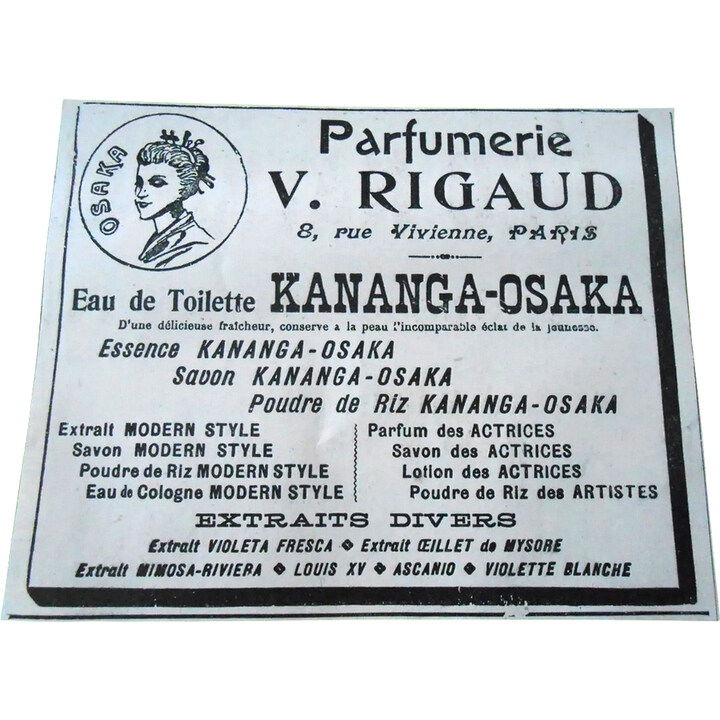 OSAKA
Parfumerie
V. RIGAUD
8, rue Vivienne, PARIS
Eau de Toilette KANANGA-OSAKA
D'une délicieuse fraîcheur, conserve a la peau l'incomparable éclat de la jeunesse.
Essence KANANGA-OSAKA
Savon KANANGA-OSAKA
Poudre de Riz KANANGA-OSAKA
Extrait MODERN STYLE
Savon MODERN STYLE
Poudre de Riz MODERN STYLE
Eau de Cologne MODERN STYLE
Parfum des ACTRICES
Savon des ACTRICES
Lotion des ACTRICES
Poudre de Riz des ARTISTES
EXTRAITS DIVERS
Extrait VIOLETA FRESCA ❖ Extrait ŒILLET de MYSORE
Extrait MIMOSA-RIVIERA ❖ LOUIS XV ❖ ASCANIO ❖ VIOLETTE BLANCHE